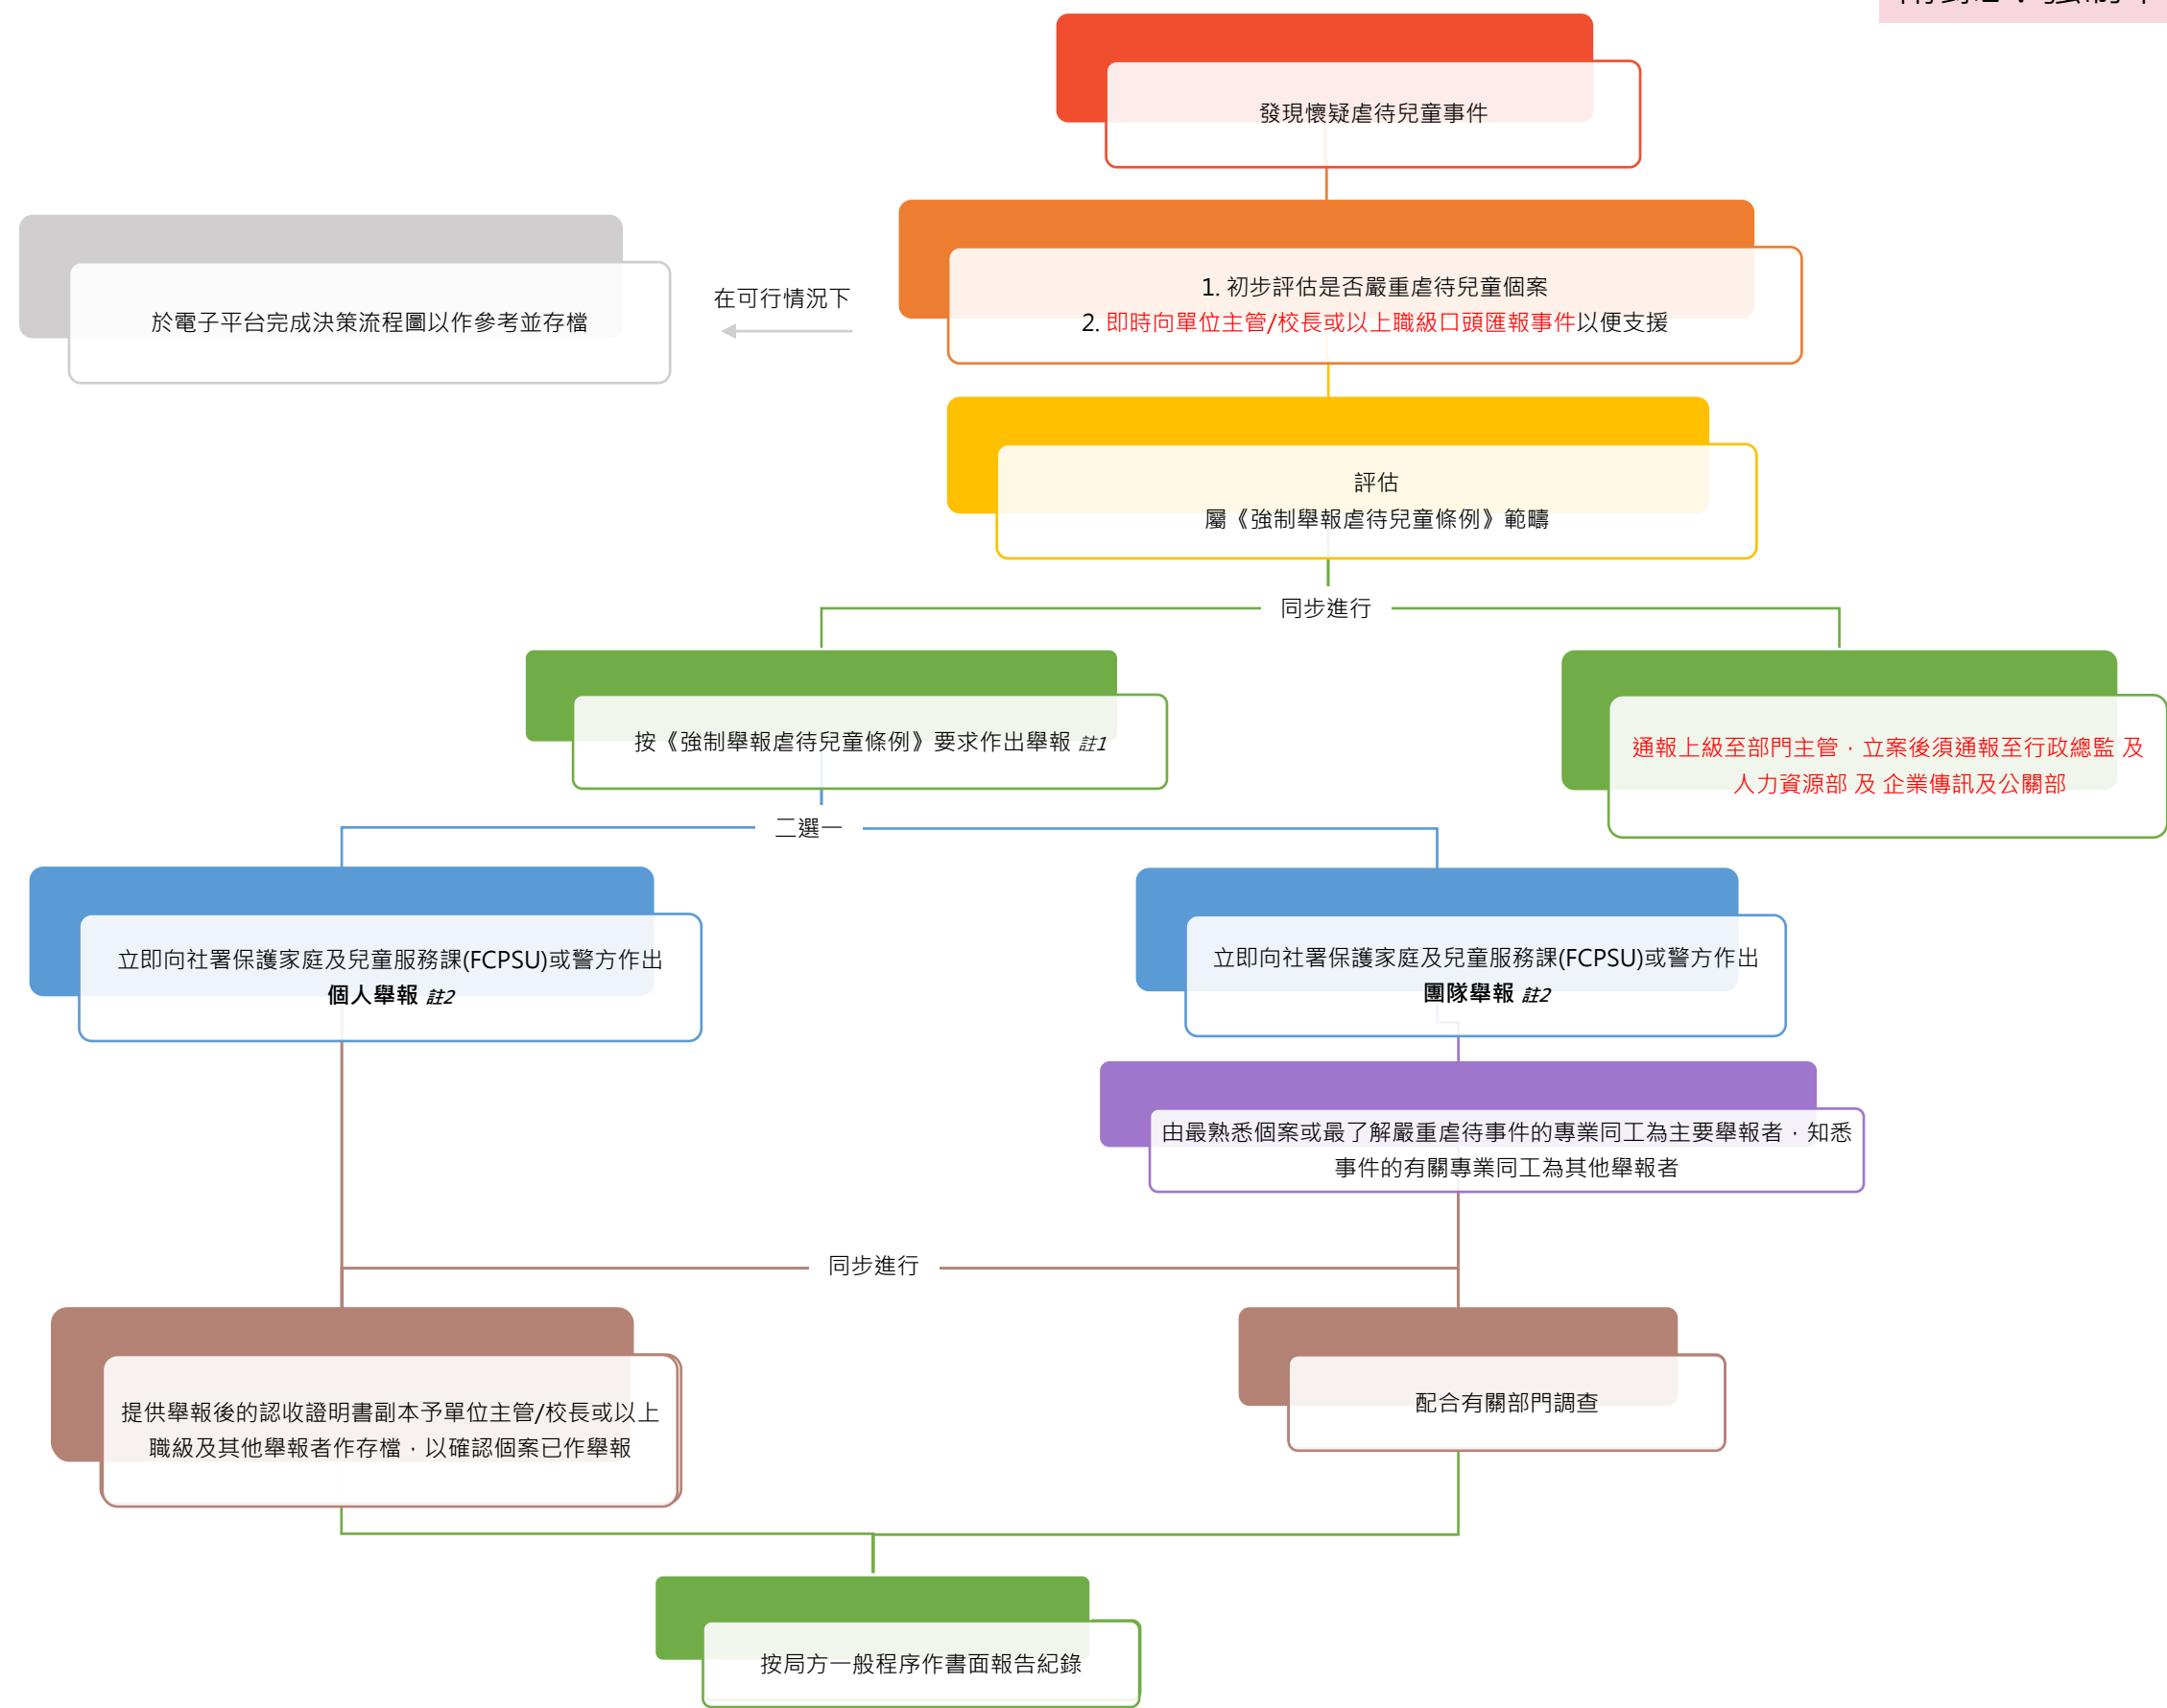 發現懷疑虐待兒童事件
1. 初步評估是否嚴重虐待兒童個案
2. 即時向單位主管/校長或以上職級口頭匯報事件以便支援
在可行情況下
於電子平台完成決策流程圖以作參考並存檔
評估
屬《強制舉報虐待兒童條例》範疇
同步進行
按《強制舉報虐待兒童條例》要求作出舉報 註1
通報上級至部門主管，立案後須通報至行政總監 及
人力資源部 及 企業傳訊及公關部
二選一
立即向社署保護家庭及兒童服務課(FCPSU)或警方作出
個人舉報 註2
立即向社署保護家庭及兒童服務課(FCPSU)或警方作出
團隊舉報 註2
由最熟悉個案或最了解嚴重虐待事件的專業同工為主要舉報者，知悉
事件的有關專業同工為其他舉報者
同步進行
提供舉報後的認收證明書副本予單位主管/校長或以上
職級及其他舉報者作存檔，以確認個案已作舉報
配合有關部門調查
按局方一般程序作書面報告紀錄